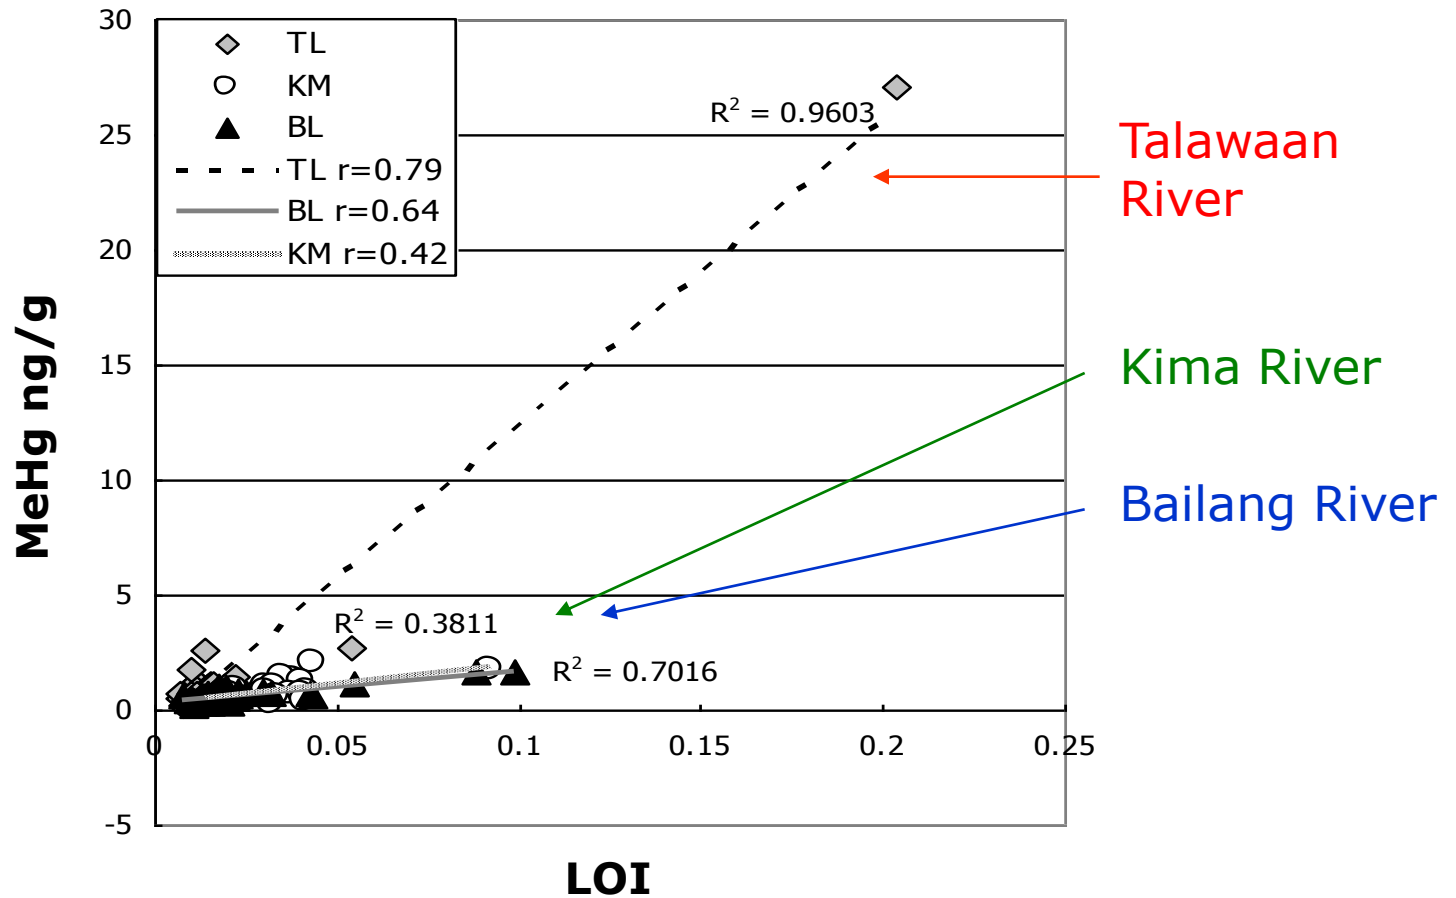 30
25
20
15
10
5
0
-5
MeHg ng/g
TL
KM
BL
TL r=0.79
BL r=0.64
KM r=0.42
R² = 0.9603
R² = 0.3811
R² = 0.7016
0
0.05
0.1
0.15
0.2
0.25
LOI
Talawaan
River
Kima River
Bailang River